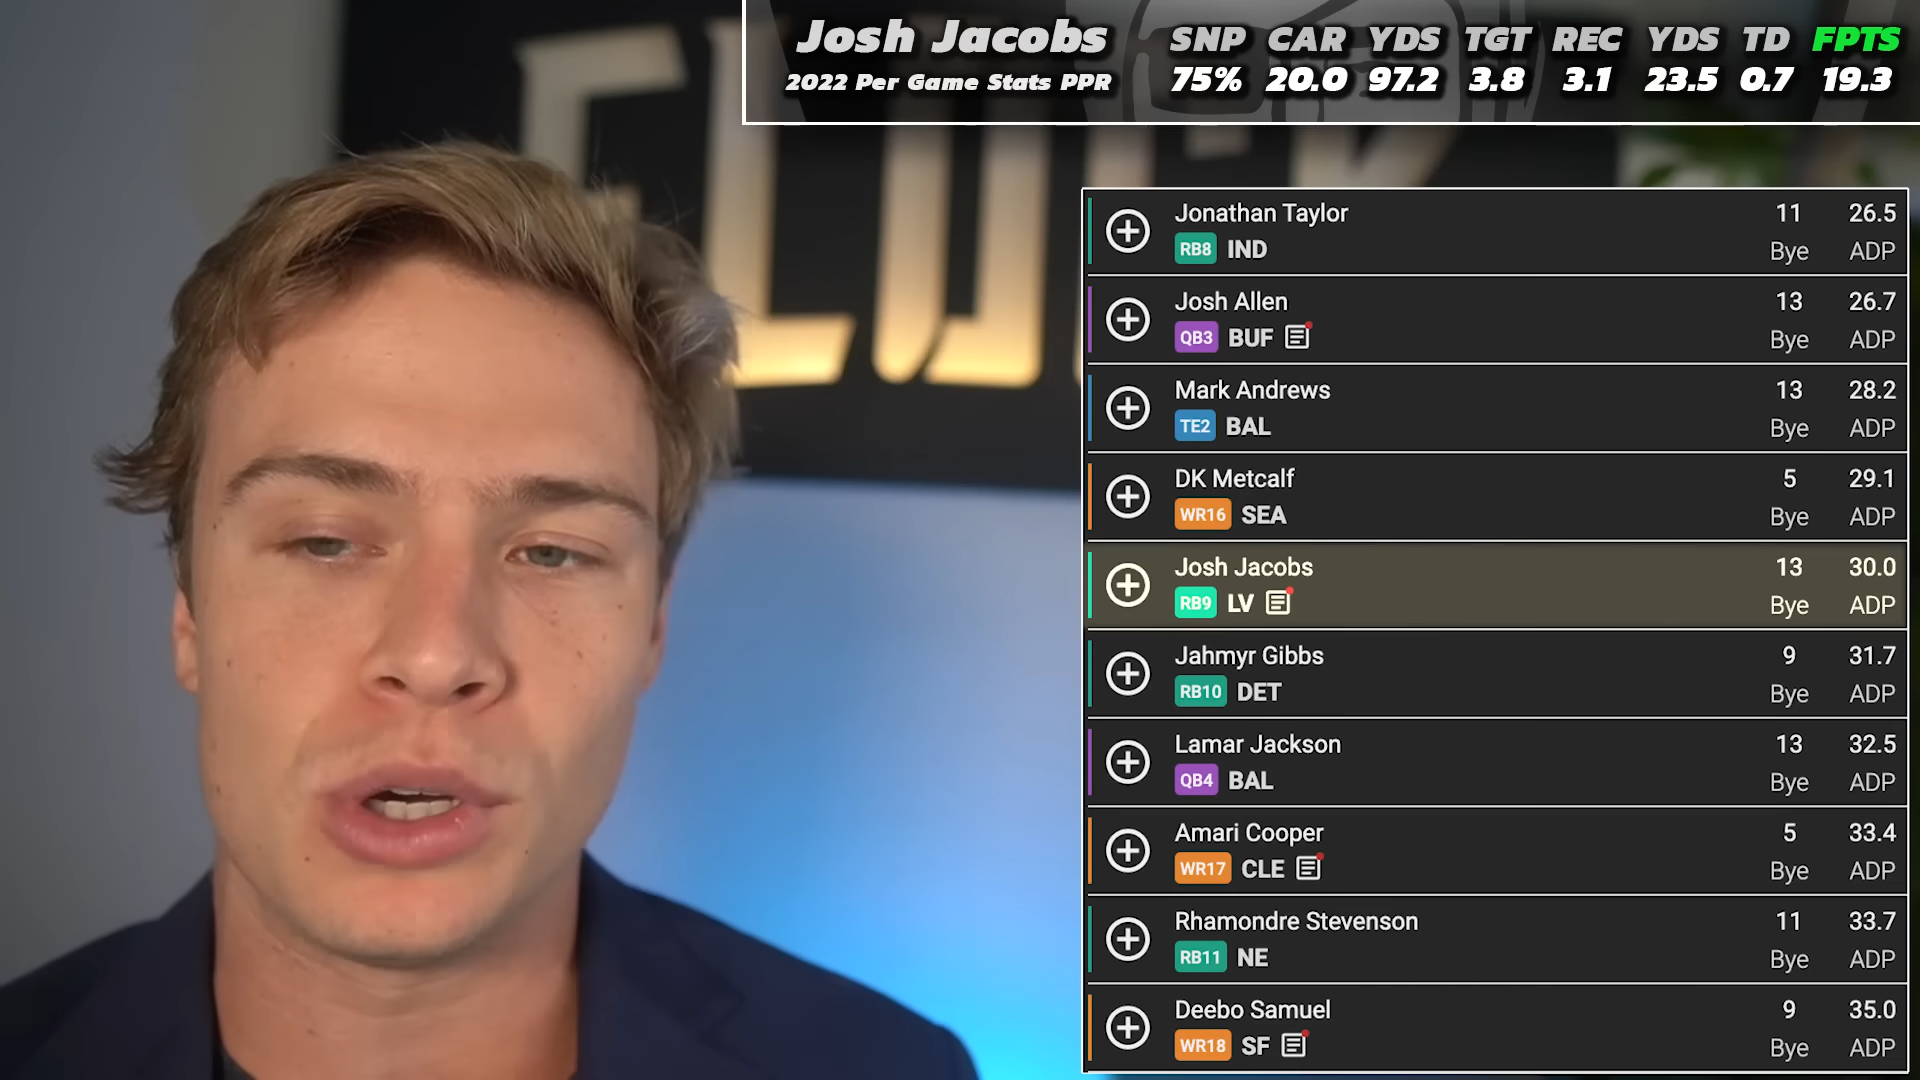 Josh Jacobs
2022 Per Game Stats PPR
SNP CAR YDS TGT REC YDS TD FPTS
75% 20.0 97.2 3.8 3.1 23.5 0.7 19.3
Jonathan Taylor 11 26.5
RB8 IND Bye ADP
Josh Allen 13 26.7
QB3 BUF Bye ADP
Mark Andrews 13 28.2
TE2 BAL Bye ADP
DK Metcalf 5 29.1
WR16 SEA Bye ADP
Josh Jacobs 13 30.0
RB9 LV Bye ADP
Jahmyr Gibbs 9 31.7
RB10 DET Bye ADP
Lamar Jackson 13 32.5
QB4 BAL Bye ADP
Amari Cooper 5 33.4
WR17 CLE Bye ADP
Rhamondre Stevenson 11 33.7
RB11 NE Bye ADP
Deebo Samuel 9 35.0
WR18 SF Bye ADP